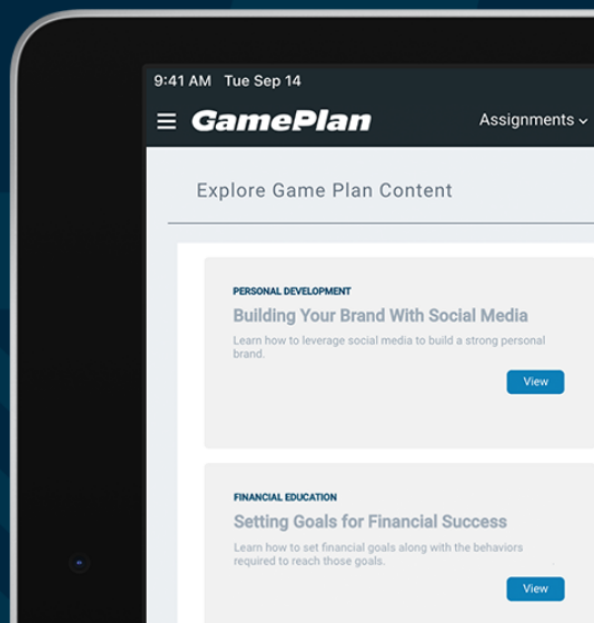 9:41 AM Tue Sep 14
GamePlan
Assignments
Explore Game Plan Content
PERSONAL DEVELOPMENT
Building Your Brand With Social Media
Learn how to leverage social media to build a strong personal
brand.
View
FINANCIAL EDUCATION
Setting Goals for Financial Success
Learn how to set financial goals along with the behaviors
required to reach those goals.
View